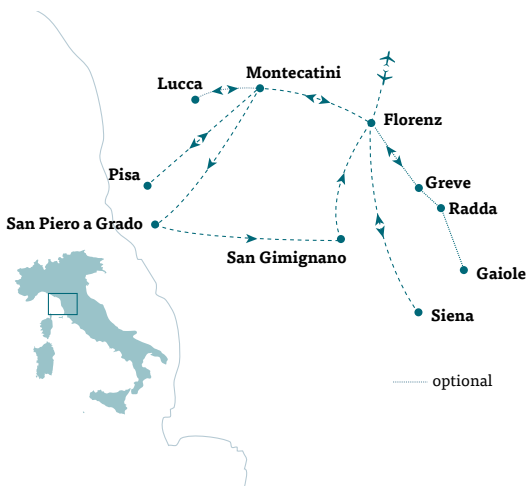 Montecatini
Lucca
Florenz
Pisa
Greve
Radda
San Piero a Grado
San Gimignano
Gaiole
Siena
optional